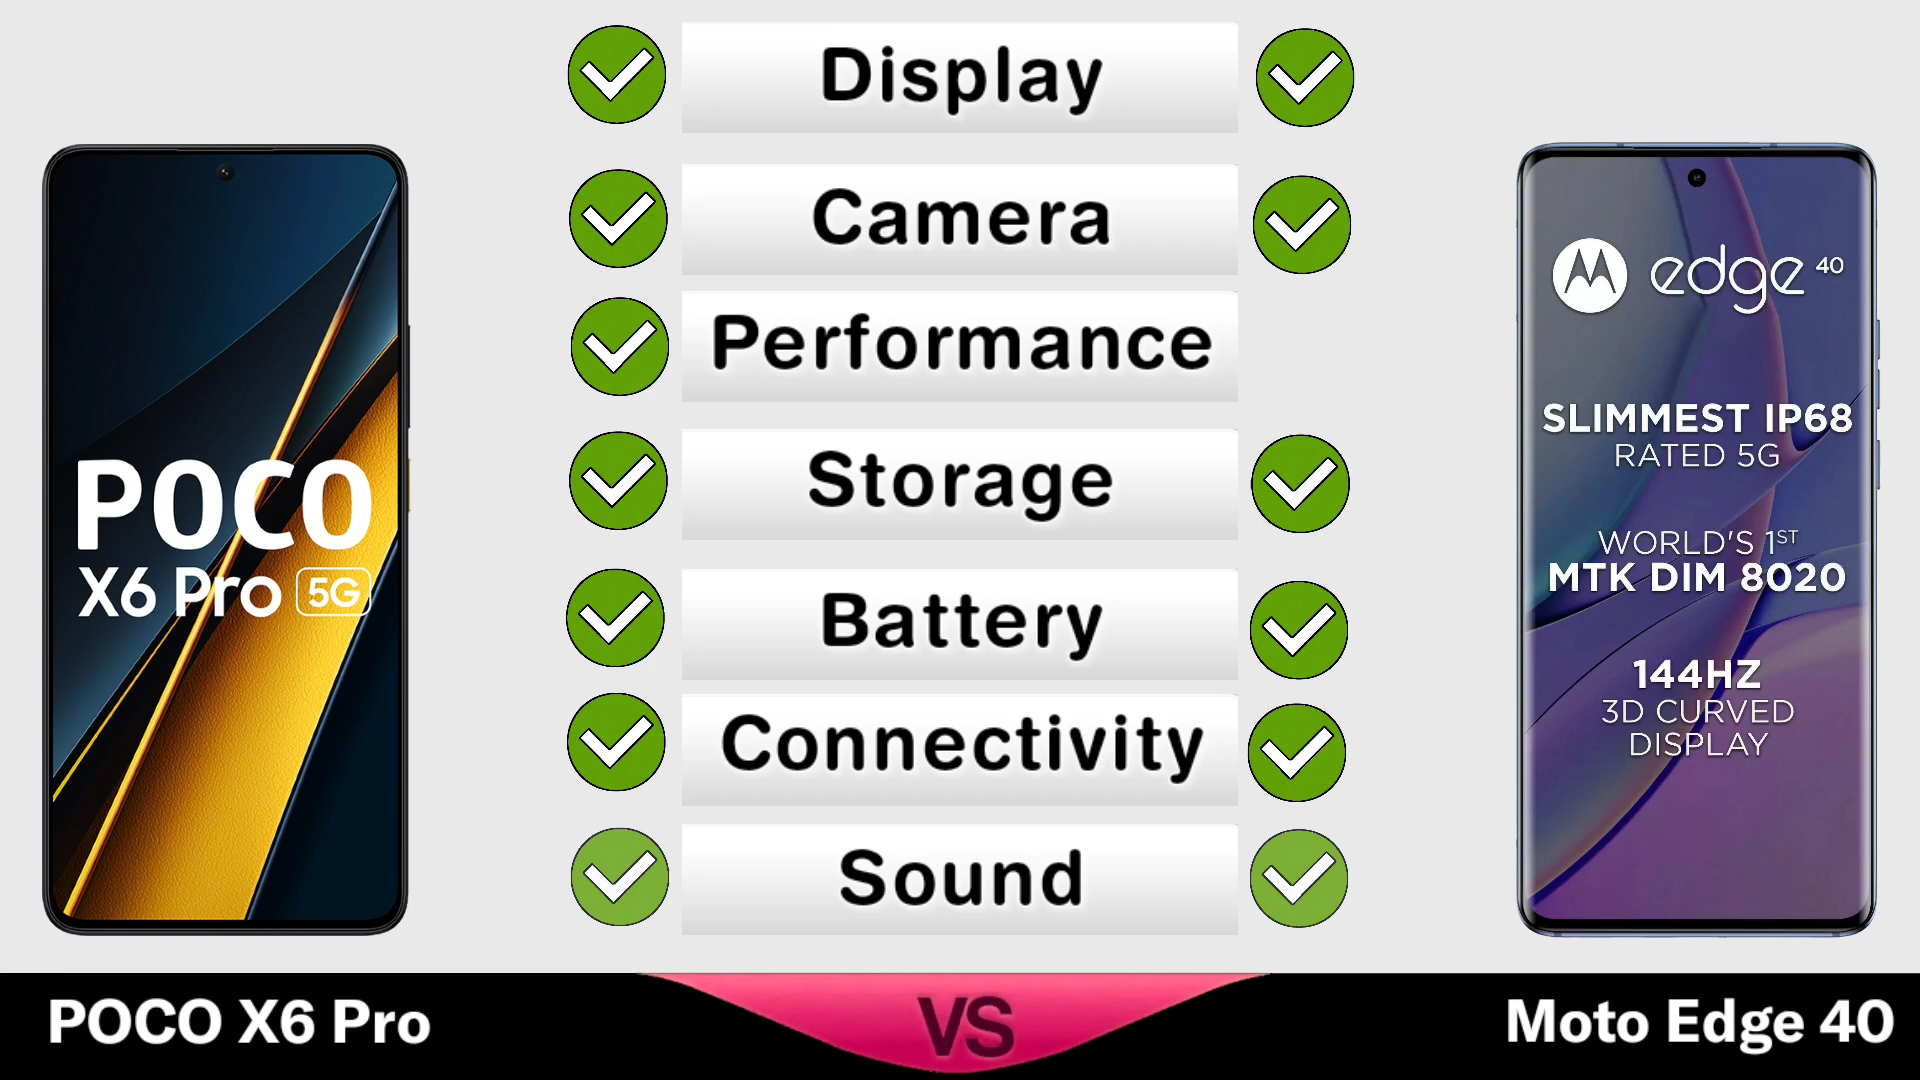 Display
Camera
Performance
Storage
Battery
Connectivity
Sound
POCO
X6 Pro 5G
edge 40
SLIMMEST IP68
RATED 5G
WORLD'S 1ST
MTK DIM 8020
144HZ
3D CURVED
DISPLAY
POCO X6 Pro
VS
Moto Edge 40